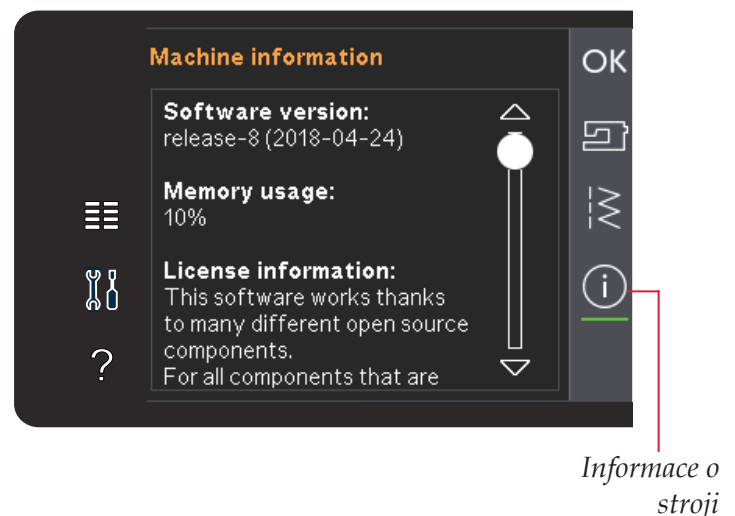 Machine information
OK
Software version:
release-8 (2018-04-24)
Memory usage:
10%
License information:
This software works thanks
to many different open source
components.
For all components that are
?
i
Informace o
stroji